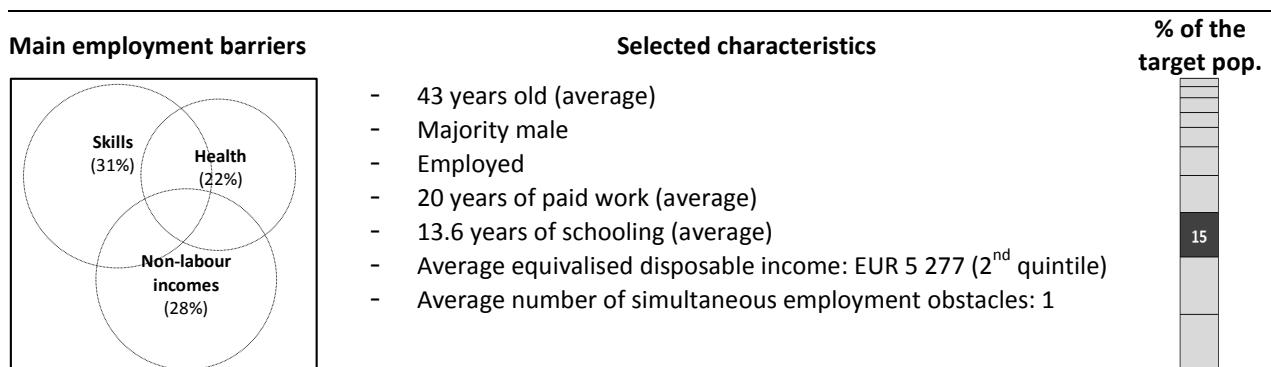 Main employment barriers
Selected characteristics
% of the
target pop.
Skills
(31%)
Health
(22%)
Non-labour
incomes
(28%)
- 43 years old (average)
- Majority male
- Employed
- 20 years of paid work (average)
- 13.6 years of schooling (average)
- Average equivalised disposable income: EUR 5 277 (2nd quintile)
- Average number of simultaneous employment obstacles: 1
15